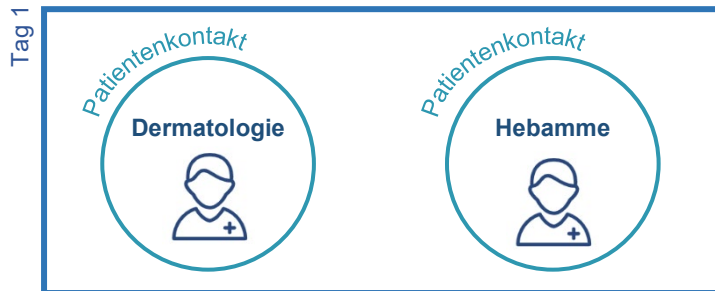 Tag 1
Patientenkontakt
Dermatologie
Patientenkontakt
Hebamme